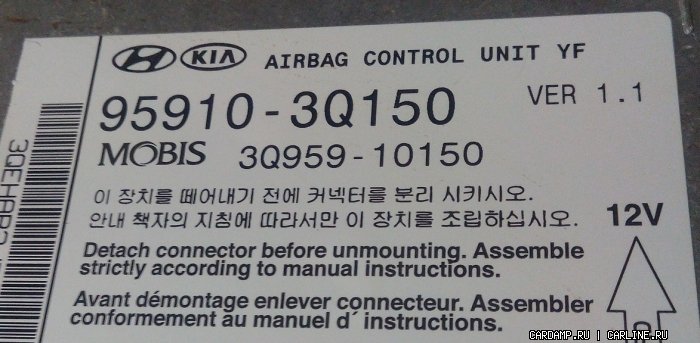 KIA AIRBAG CONTROL UNIT YF
95910-3Q150 VER 1.1
MOBIS 3Q959-10150
이 장치를 떼어내기 전에 커넥터를 분리 시키시오.
안내 책자의 지침에 따라서만 이 장치를 조립하십시오.
12V
Detach connector before unmounting. Assemble
strictly according to manual instructions.
Avant démontage enlever connecteur. Assembler
conformement au manuel d´ instructions.
CARDAMP.RU | CARLINE.RU